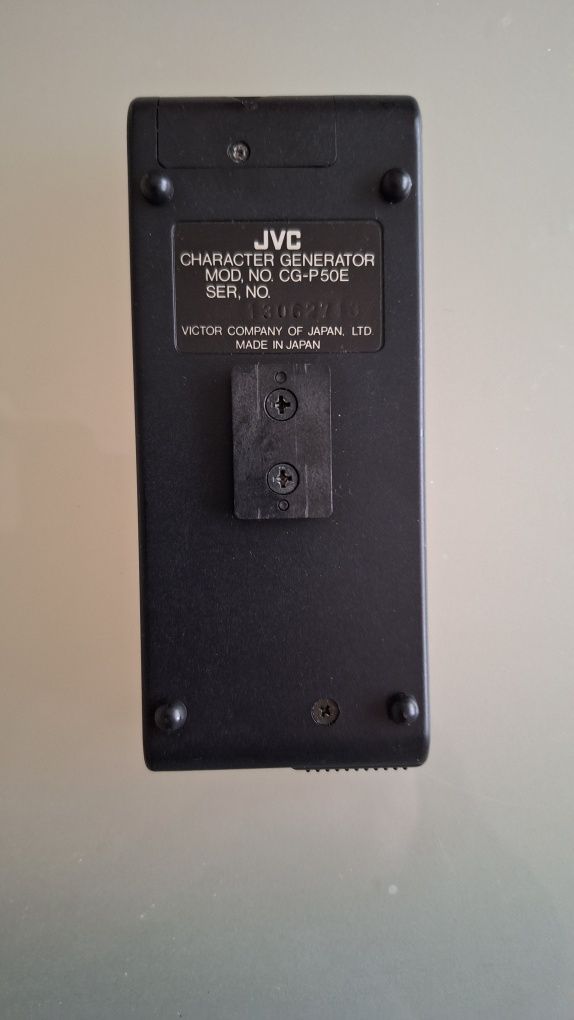 JVC
CHARACTER GENERATOR
MOD, NO. CG-P50E
SER, NO.
VICTOR COMPANY OF JAPAN, LTD.
MADE IN JAPAN